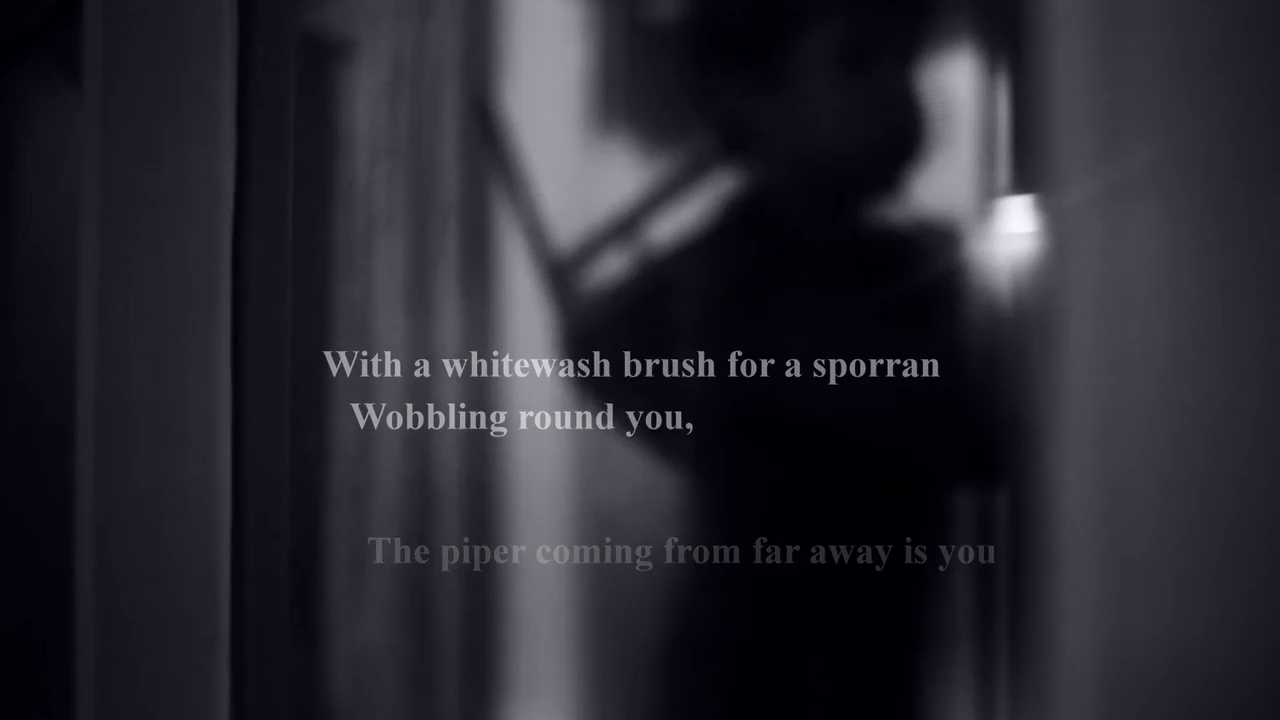 With a whitewash brush for a sporran
Wobbling round you,
The piper coming from far away is you